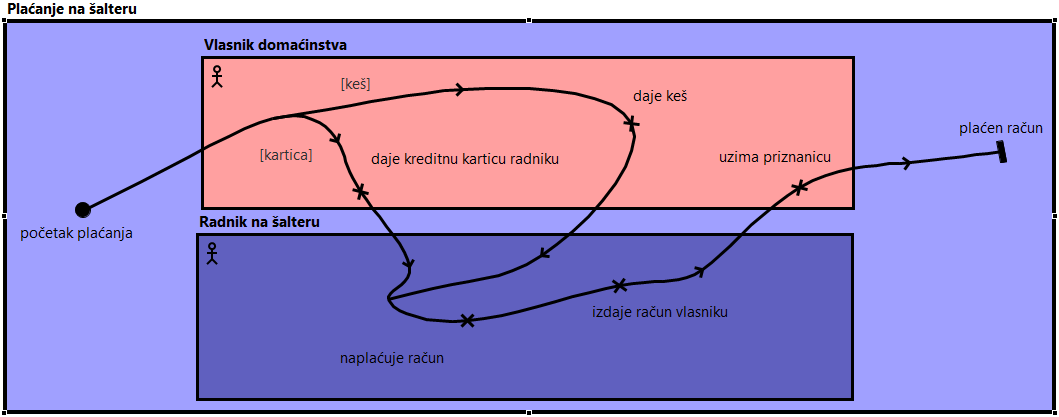 Plaćanje na šalteru
Vlasnik domaćinstva
[keš]
daje keš
[kartica]
daje kreditnu karticu radniku
uzima priznanicu
plaćen račun
početak plaćanja
Radnik na šalteru
izdaje račun vlasniku
naplaćuje račun